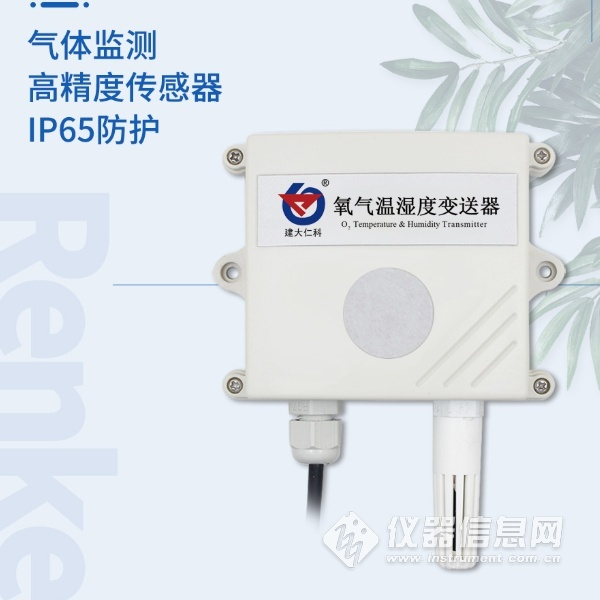 气体监测
高精度传感器
IP65防护
®
建大仁科
氧气温湿度变送器
O₂ Temperature & Humidity Transmitter
Renke
仪器信息网
www.instrument.com.cn